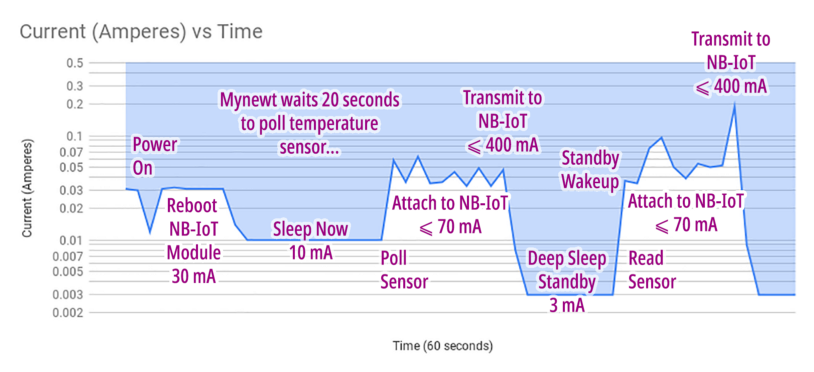 Current (Amperes) vs Time
Transmit to
NB-IoT
⩽ 400 mA
Mynewt waits 20 seconds
to poll temperature
sensor...
Transmit to
NB-IoT
⩽ 400 mA
Power
On
Standby
Wakeup
Reboot
NB-IoT
Module
30 mA
Sleep Now
10 mA
Attach to NB-IoT
⩽ 70 mA
Attach to NB-IoT
⩽ 70 mA
Poll
Sensor
Deep Sleep
Standby
3 mA
Read
Sensor
Current (Amperes)
0.5
0.3
0.2
0.1
0.07
0.05
0.03
0.02
0.01
0.007
0.005
0.003
0.002
Time (60 seconds)